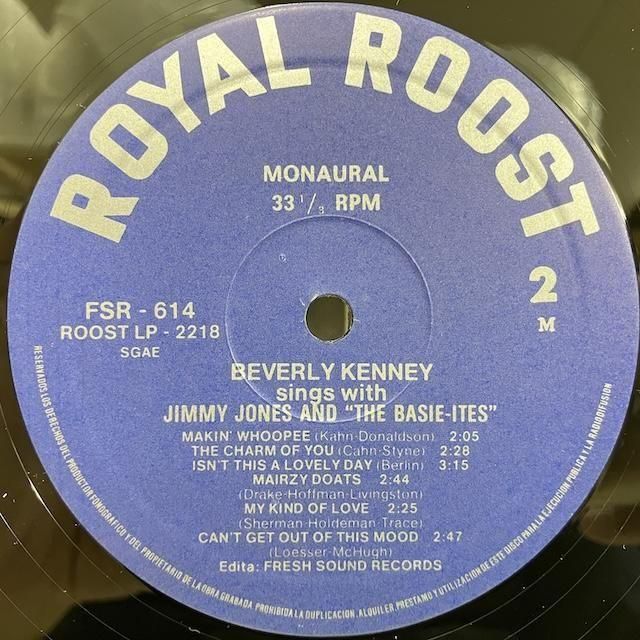 ROYAL ROOST
MONAURAL
33 1/3 RPM
2
M
FSR - 614
ROOST LP - 2218
SGAE
BEVERLY KENNEY
sings with
JIMMY JONES AND "THE BASIE-ITES"
MAKIN' WHOOPEE (Kahn-Donaldson) 2:05
THE CHARM OF YOU (Cahn-Styne) 2:28
ISN'T THIS A LOVELY DAY (Berlin) 3:15
MAIRZY DOATS 2:44
(Drake-Hoffman-Livingston)
MY KIND OF LOVE 2:25
(Sherman-Holdeman-Trace)
CAN'T GET OUT OF THIS MOOD 2:47
(Loesser-McHugh)
Edita: FRESH SOUND RECORDS
RESERVADOS LOS DERECHOS DEL PRODUCTOR FONOGRAFICO Y DEL PROPIETARIO DE LA OBRA GRABADA PROHIBIDA LA DUPLICACION, ALQUILER, PRESTAMO Y UTILIZACION DE ESTE DISCO PARA LA EJECUCION PUBLICA Y LA RADIODIFUSION